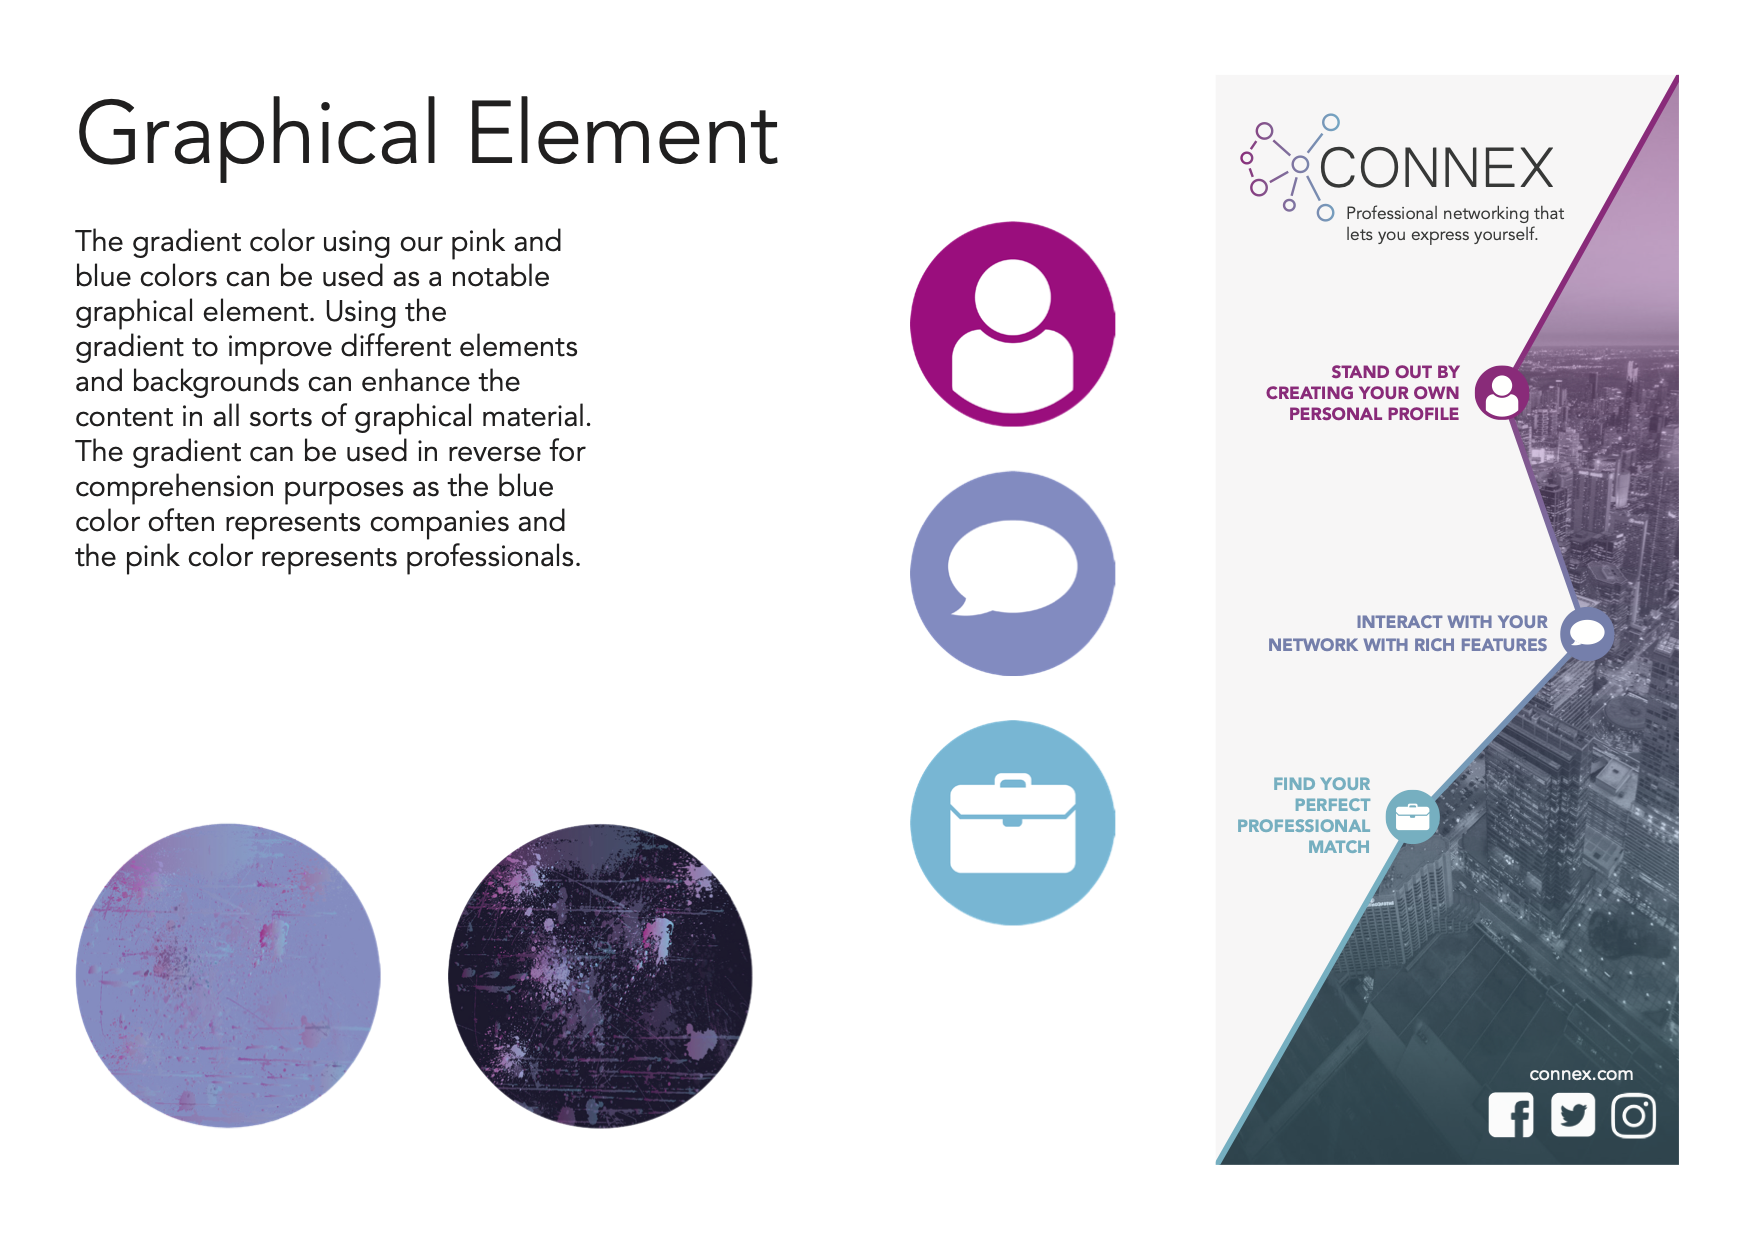 Graphical Element
The gradient color using our pink and
blue colors can be used as a notable
graphical element. Using the
gradient to improve different elements
and backgrounds can enhance the
content in all sorts of graphical material.
The gradient can be used in reverse for
comprehension purposes as the blue
color often represents companies and
the pink color represents professionals.
CONNEX
Professional networking that
lets you express yourself.
STAND OUT BY
CREATING YOUR OWN
PERSONAL PROFILE
INTERACT WITH YOUR
NETWORK WITH RICH FEATURES
FIND YOUR
PERFECT
PROFESSIONAL
MATCH
connex.com